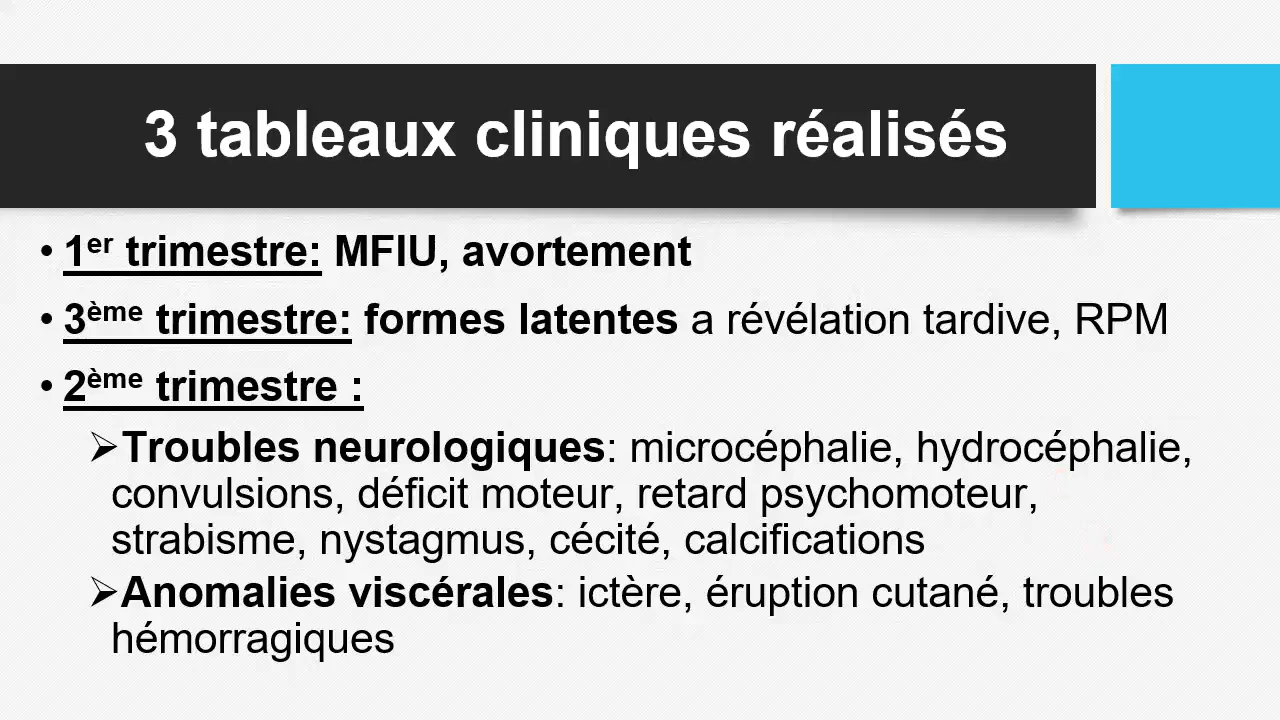 3 tableaux cliniques réalisés
• 1er trimestre: MFIU, avortement
• 3ème trimestre: formes latentes a révélation tardive, RPM
• 2ème trimestre :
➢Troubles neurologiques: microcéphalie, hydrocéphalie,
convulsions, déficit moteur, retard psychomoteur,
strabisme, nystagmus, cécité, calcifications
➢Anomalies viscérales: ictère, éruption cutané, troubles
hémorragiques